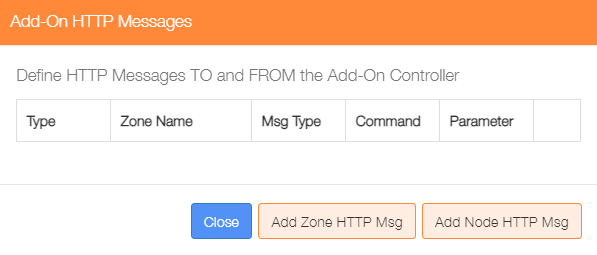 Add-On HTTP Messages
Define HTTP Messages TO and FROM the Add-On Controller
Type Zone Name Msg Type Command Parameter
Close Add Zone HTTP Msg Add Node HTTP Msg